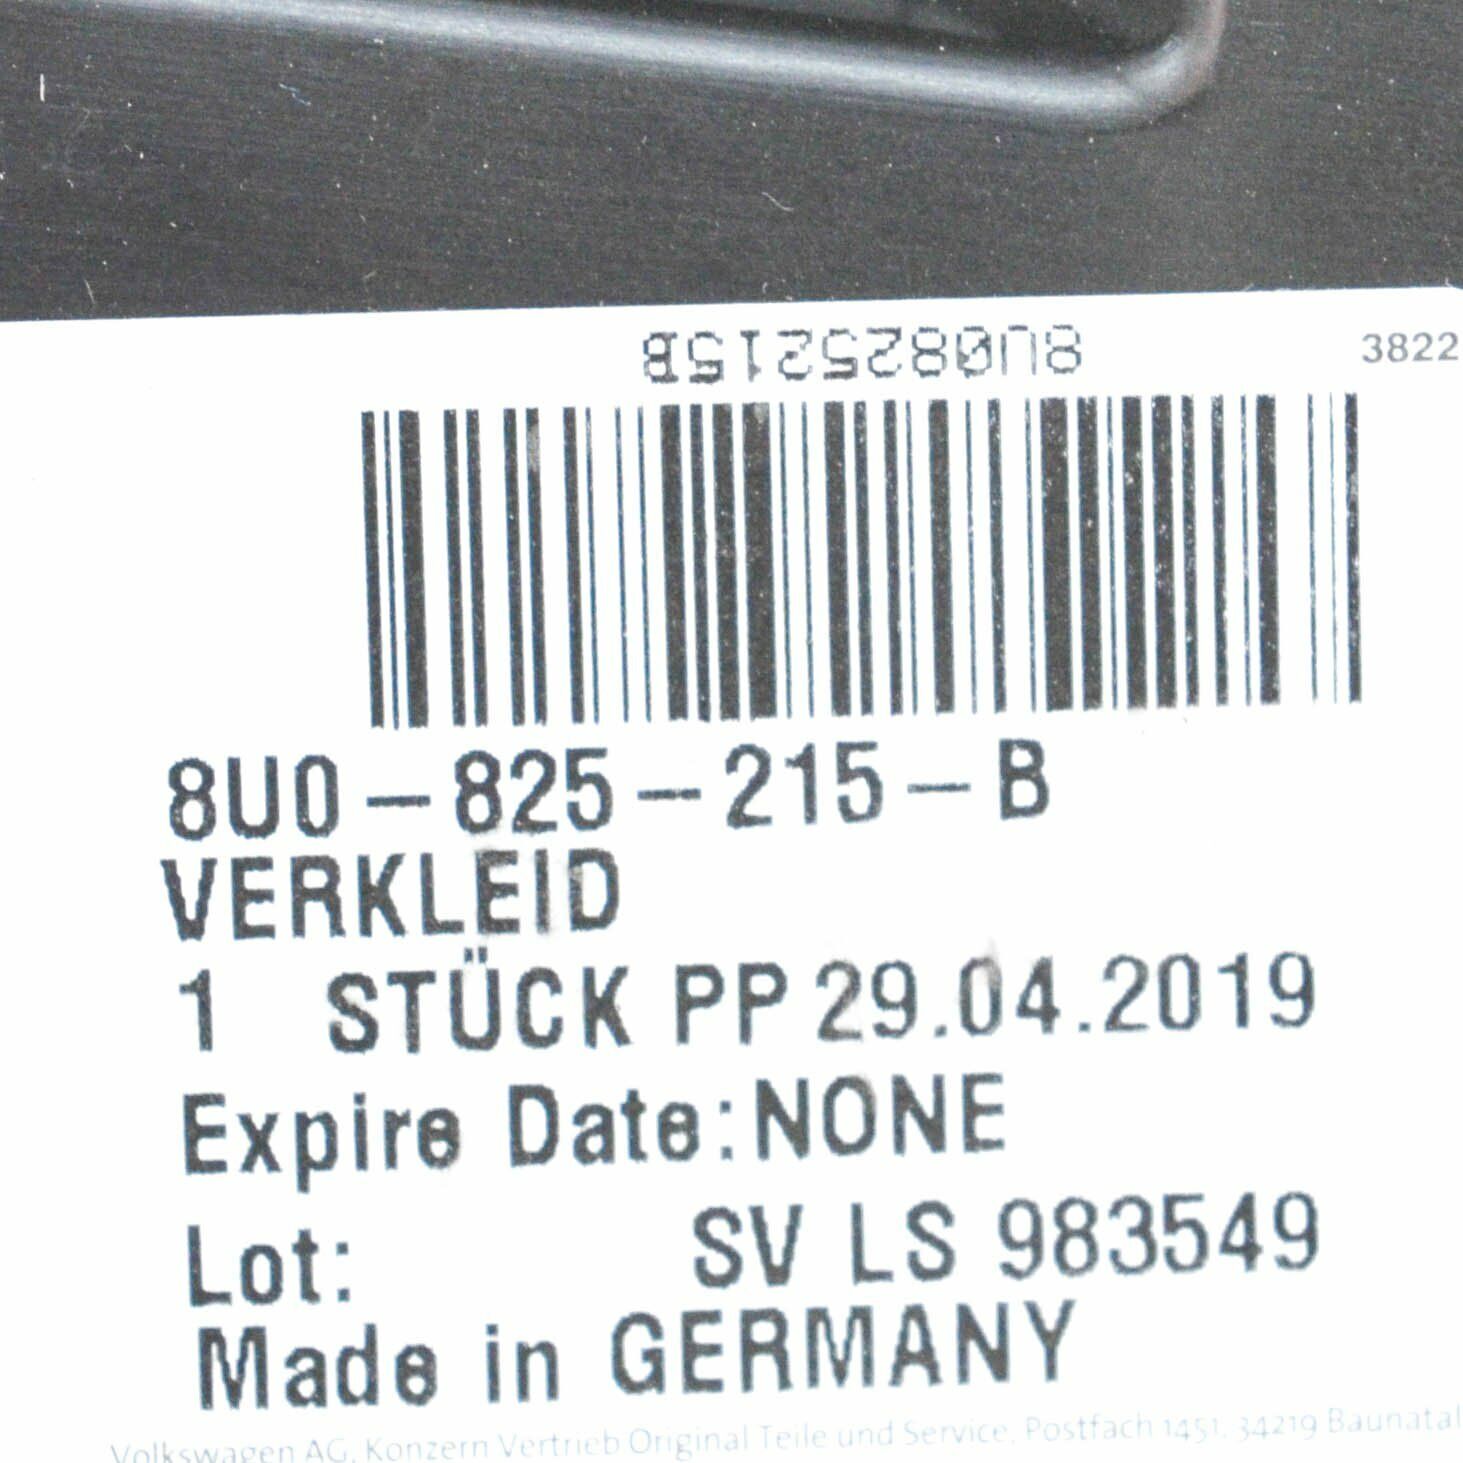 8U0825215B
3822
8U0-825-215-B
VERKLEID
1 STÜCK PP 29.04.2019
Expire Date:NONE
Lot: SV LS 983549
Made in GERMANY
Volkswagen AG, Konzern Vertrieb Original Teile und Service, Postfach 1451, 34219 Baunatal